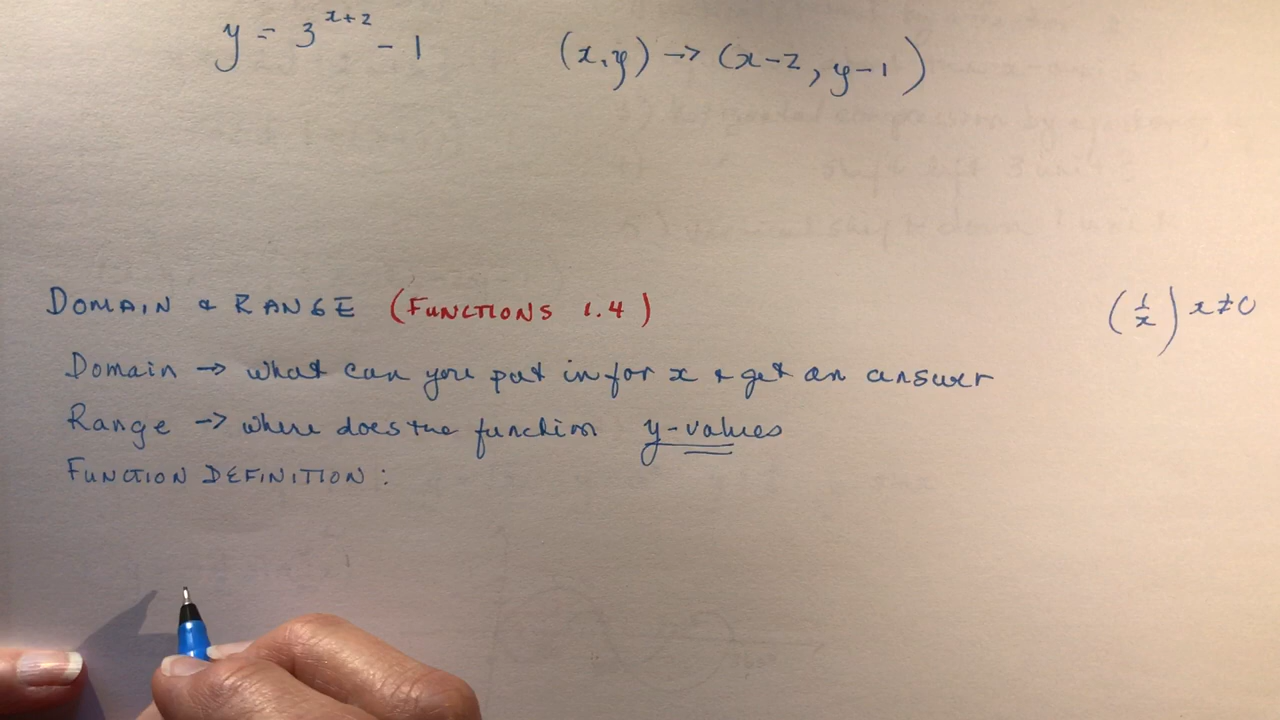 y = 3^{x+2} - 1
(x,y) → (x-2, y-1)
DOMAIN & RANGE (FUNCTIONS 1.4)
(1/x) x≠0
Domain → what can you put in for x & get an answer
Range → where does the function y-values
FUNCTION DEFINITION :